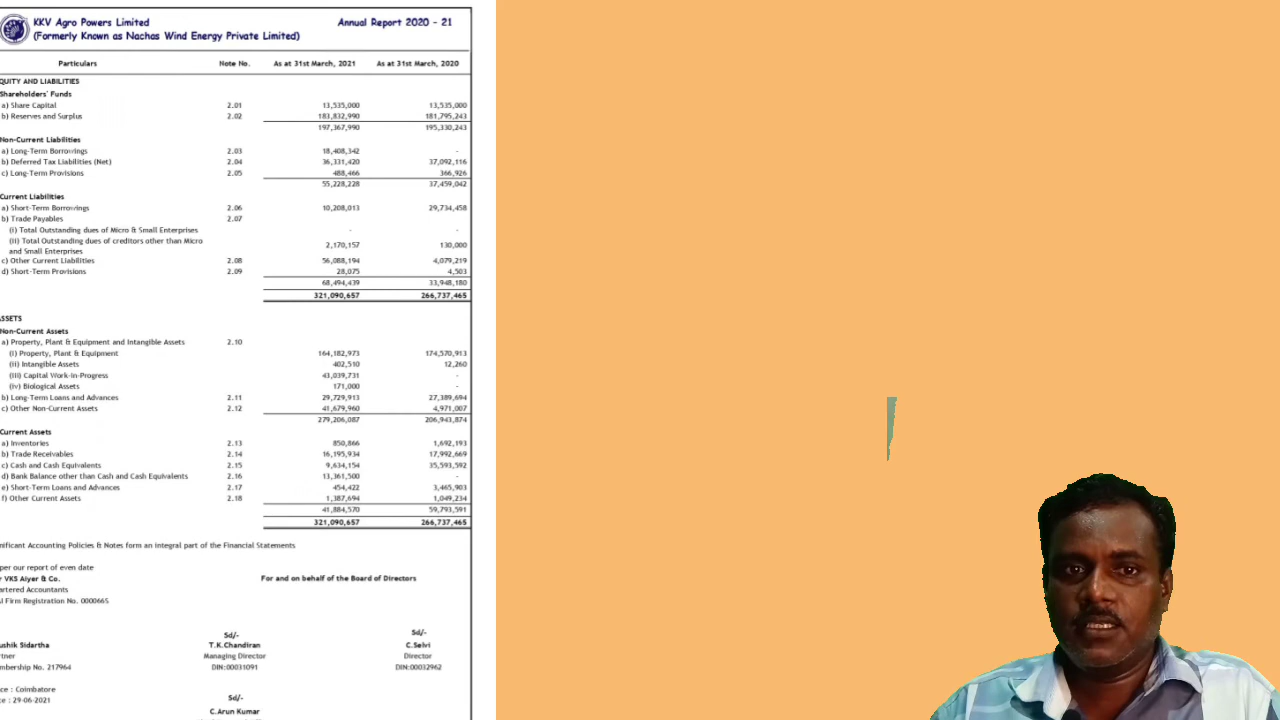 KKV Agro Powers Limited Annual Report 2020 - 21
(Formerly Known as Nachas Wind Energy Private Limited)
Particulars Note No. As at 31st March, 2021 As at 31st March, 2020
QUITY AND LIABILITIES
Shareholders' Funds
a) Share Capital 2.01 13,535,000 13,535,000
b) Reserves and Surplus 2.02 183,832,990 181,795,243
197,367,990 195,330,243
Non-Current Liabilities
a) Long-Term Borrowings 2.03 18,408,342 -
b) Deferred Tax Liabilities (Net) 2.04 36,331,420 37,092,116
c) Long-Term Provisions 2.05 488,466 366,926
55,228,228 37,459,042
Current Liabilities
a) Short-Term Borrowings 2.06 10,208,013 29,734,458
b) Trade Payables 2.07
(i) Total Outstanding dues of Micro & Small Enterprises - -
(ii) Total Outstanding dues of creditors other than Micro
and Small Enterprises 2,170,157 130,000
c) Other Current Liabilities 2.08 56,088,194 4,079,219
d) Short-Term Provisions 2.09 28,075 4,503
68,494,439 33,948,180
321,090,657 266,737,465
ASSETS
Non-Current Assets
a) Property, Plant & Equipment and Intangible Assets 2.10
(i) Property, Plant & Equipment 164,182,973 174,570,913
(ii) Intangible Assets 402,510 12,260
(iii) Capital Work-in-Progress 43,039,731 -
(iv) Biological Assets 171,000 -
b) Long-Term Loans and Advances 2.11 29,729,913 27,389,694
c) Other Non-Current Assets 2.12 41,679,960 4,971,007
279,206,087 206,943,874
Current Assets
a) Inventories 2.13 850,866 1,692,193
b) Trade Receivables 2.14 16,195,934 17,992,669
c) Cash and Cash Equivalents 2.15 9,634,154 35,593,592
d) Bank Balance other than Cash and Cash Equivalents 2.16 13,361,500 -
e) Short-Term Loans and Advances 2.17 454,422 3,465,903
f) Other Current Assets 2.18 1,387,694 1,049,234
41,884,570 59,793,591
321,090,657 266,737,465
nificant Accounting Policies & Notes form an integral part of the Financial Statements
per our report of even date
r VKS Aiyer & Co. For and on behalf of the Board of Directors
artered Accountants
AI Firm Registration No. 000066S
Sd/- Sd/-
ushik Sidartha T.K.Chandiran C.Selvi
rtner Managing Director Director
mbership No. 217964 DIN:00031091 DIN:00032962
ce : Coimbatore
te : 29-06-2021 Sd/-
C.Arun Kumar